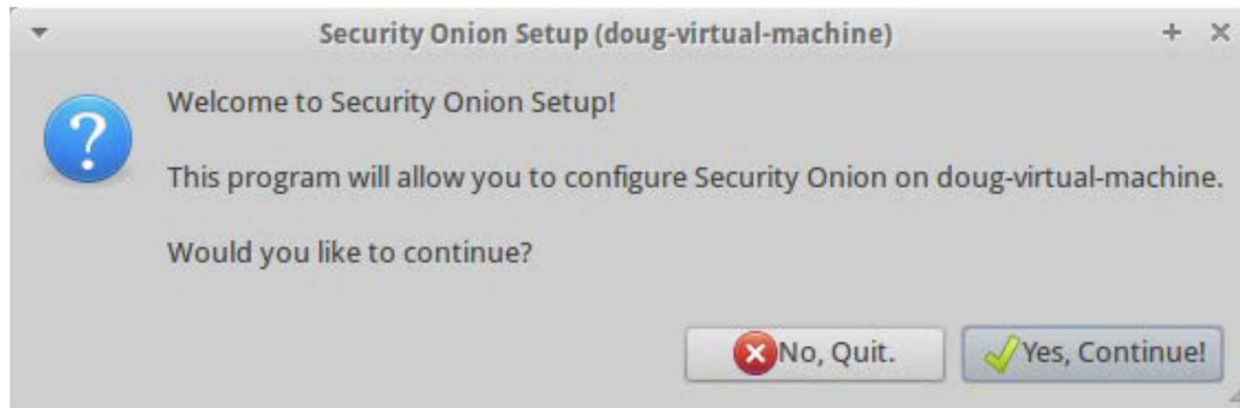 Security Onion Setup (doug-virtual-machine)
Welcome to Security Onion Setup!
This program will allow you to configure Security Onion on doug-virtual-machine.
Would you like to continue?
No, Quit.
Yes, Continue!